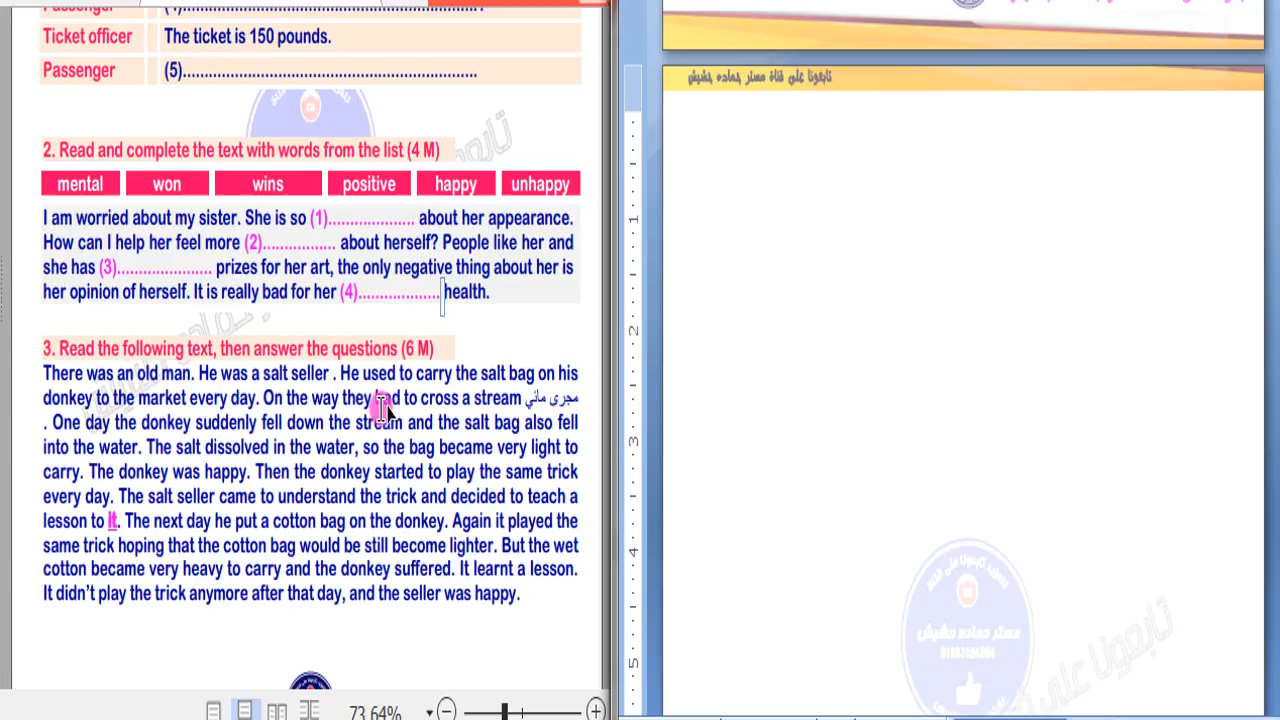 Passenger (4)
Ticket officer The ticket is 150 pounds.
Passenger (5)..................................................................
2. Read and complete the text with words from the list (4 M)
mental won wins positive happy unhappy
I am worried about my sister. She is so (1)..................... about her appearance.
How can I help her feel more (2)................. about herself? People like her and
she has (3)...................... prizes for her art, the only negative thing about her is
her opinion of herself. It is really bad for her (4)................... health.
3. Read the following text, then answer the questions (6 M)
There was an old man. He was a salt seller . He used to carry the salt bag on his
donkey to the market every day. On the way they had to cross a stream مجرى مائي
. One day the donkey suddenly fell down the stream and the salt bag also fell
into the water. The salt dissolved in the water, so the bag became very light to
carry. The donkey was happy. Then the donkey started to play the same trick
every day. The salt seller came to understand the trick and decided to teach a
lesson to it. The next day he put a cotton bag on the donkey. Again it played the
same trick hoping that the cotton bag would be still become lighter. But the wet
cotton became very heavy to carry and the donkey suffered. It learnt a lesson.
It didn't play the trick anymore after that day, and the seller was happy.
73.64%
تابعونا على قناة مستر حماده حشيش
1
2
3
4
5
مستر حماده حشيش